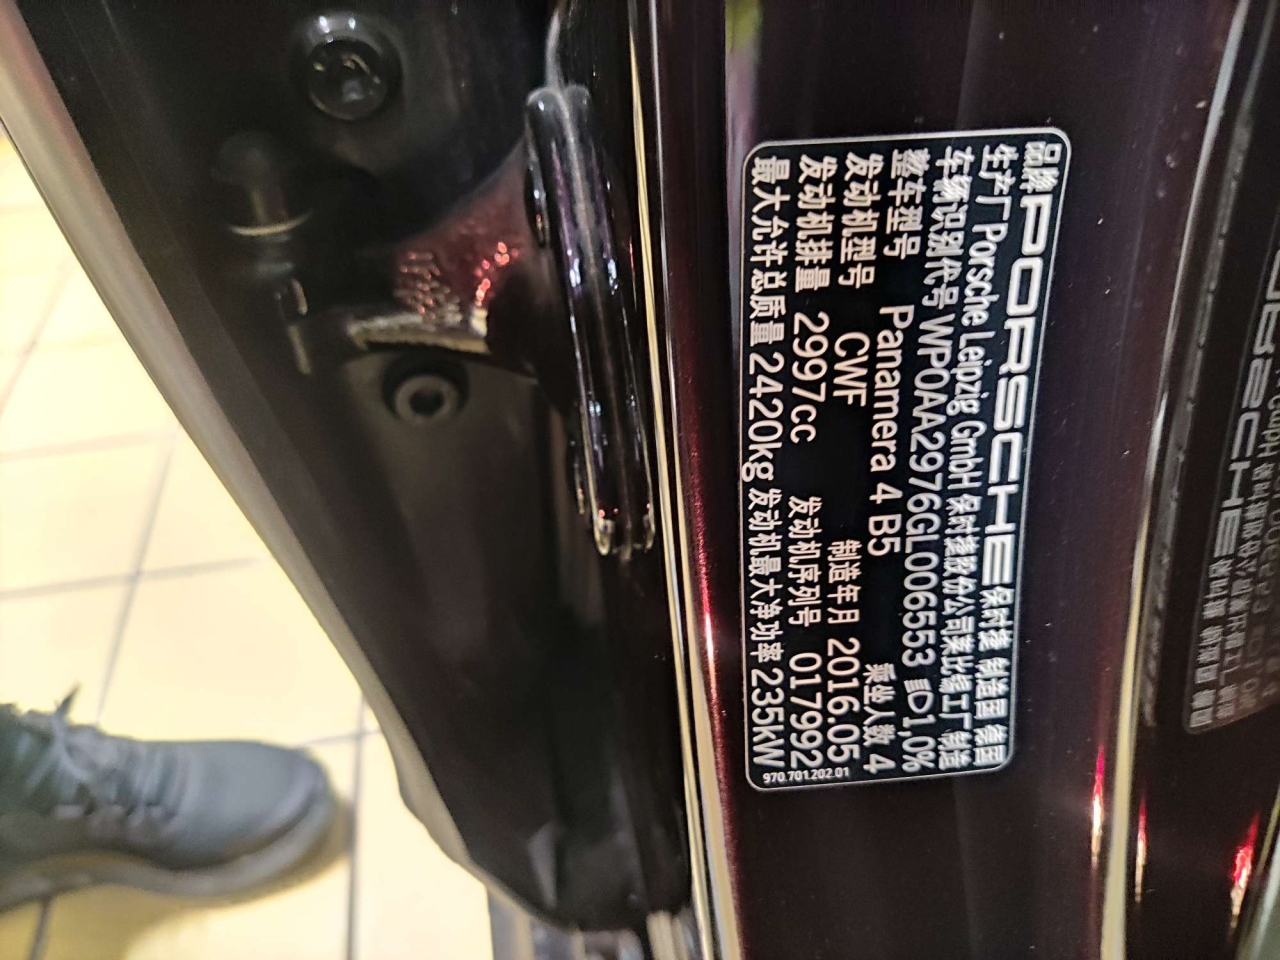 品牌 PORSCHE 保时捷 制造国 德国
生产厂 Porsche Leipzig GmbH 保时捷股份公司莱比锡工厂 制造
车辆识别代号 WP0AA2976GL006553 D1,0%
整车型号 Panamera 4 B5 乘坐人数 4
发动机型号 CWF 制造年月 2016.05
发动机排量 2997cc 发动机序列号 017992
最大允许总质量 2420kg 发动机最大净功率 235kW
970.701.202.01